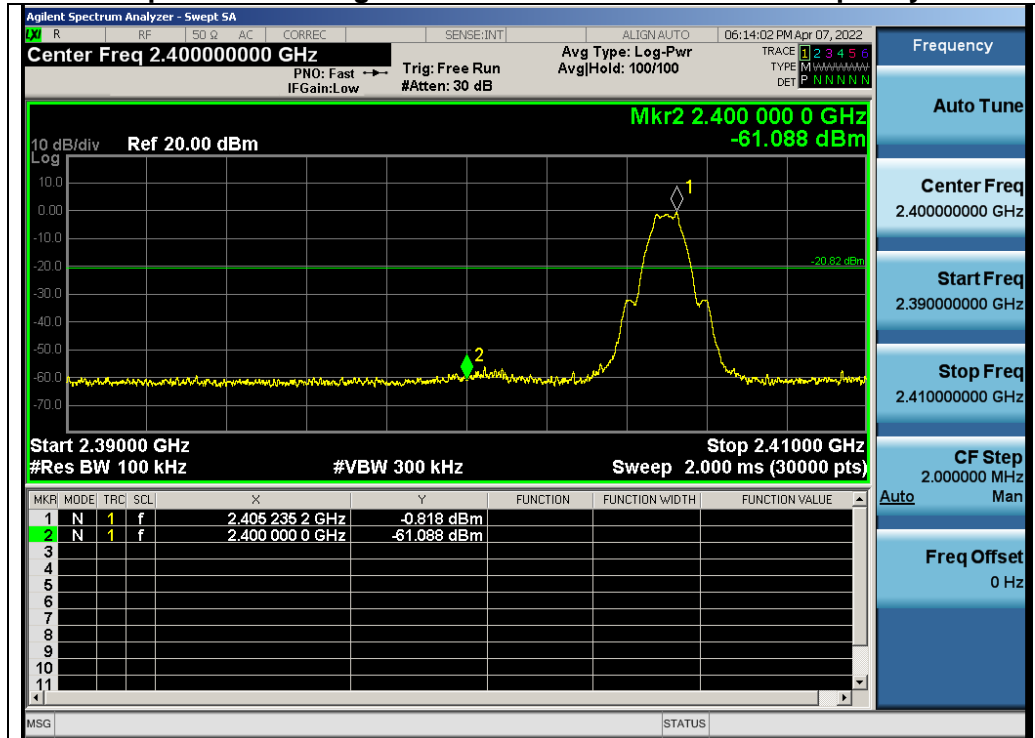 Agilent Spectrum Analyzer - Swept SA
LXI R RF 50 Ω AC CORREC SENSE:INT ALIGN AUTO 06:14:02 PM Apr 07, 2022
Center Freq 2.400000000 GHz
PNO: Fast
IFGain:Low
Trig: Free Run
#Atten: 30 dB
Avg Type: Log-Pwr
Avg|Hold: 100/100
TRACE 1 2 3 4 5 6
TYPE M
DET P N N N N N
Mkr2 2.400 000 0 GHz
-61.088 dBm
10 dB/div Ref 20.00 dBm
Log
10.0
0.00
-10.0
-20.0
-30.0
-40.0
-50.0
-60.0
-70.0
1
-20.82 dBm
2
Start 2.39000 GHz Stop 2.41000 GHz
#Res BW 100 kHz #VBW 300 kHz Sweep 2.000 ms (30000 pts)
MKR MODE TRC SCL X Y FUNCTION FUNCTION WIDTH FUNCTION VALUE
1 N 1 f 2.405 235 2 GHz -0.818 dBm
2 N 1 f 2.400 000 0 GHz -61.088 dBm
3
4
5
6
7
8
9
10
11
MSG STATUS
Frequency
Auto Tune
Center Freq
2.400000000 GHz
Start Freq
2.390000000 GHz
Stop Freq
2.410000000 GHz
CF Step
2.000000 MHz
Auto Man
Freq Offset
0 Hz